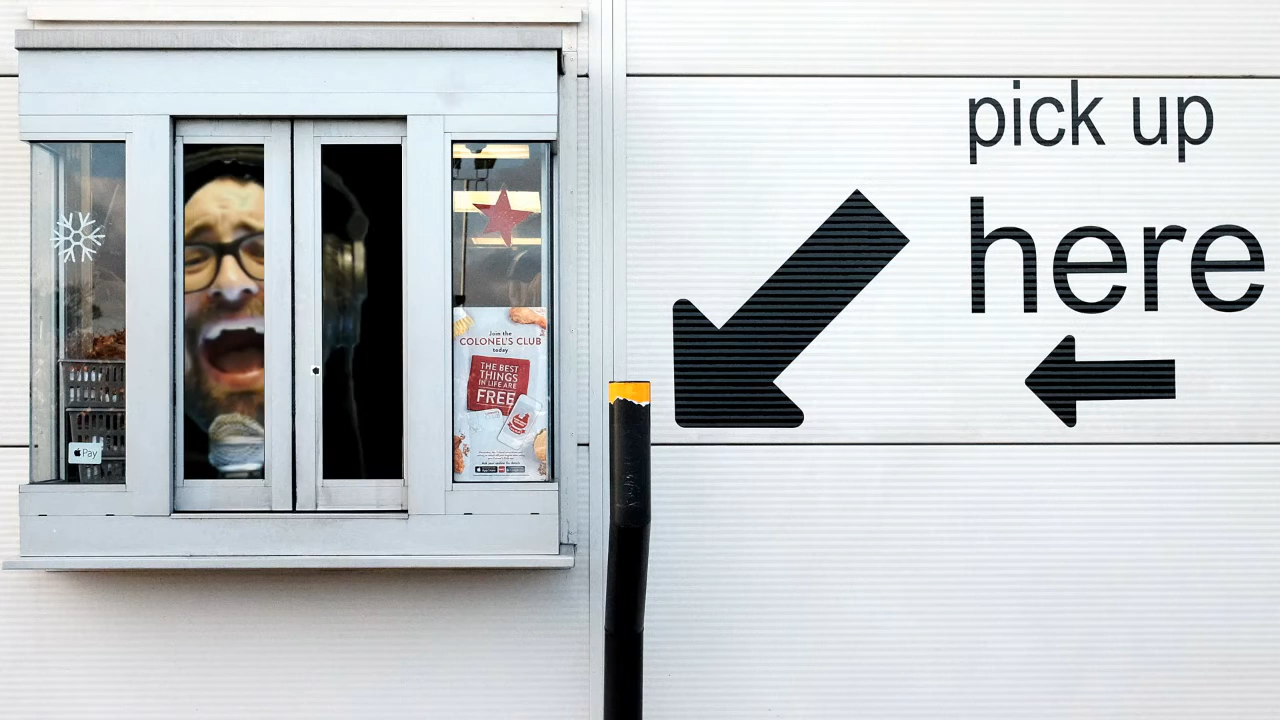 pick up
here
Join the
COLONEL'S CLUB
today
THE BEST
THINGS
IN LIFE ARE
FREE
Pay